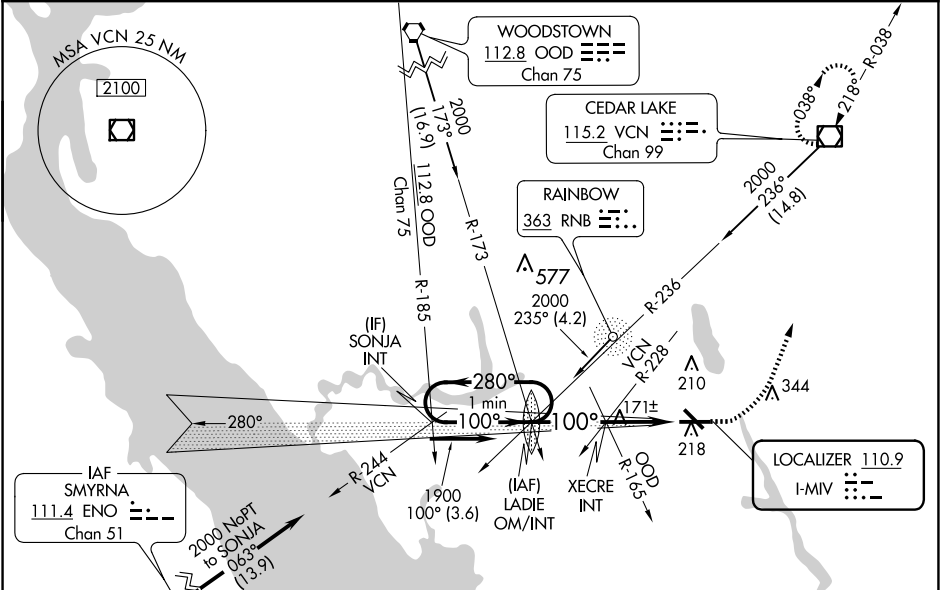 MSA VCN 25 NM
2100
WOODSTOWN
112.8 OOD
Chan 75
CEDAR LAKE
115.2 VCN
Chan 99
R-038
038°
218°
2000
173°
(16.9)
112.8 OOD
Chan 75
R-173
R-185
2000
236°
(14.8)
R-236
RAINBOW
363 RNB
577
2000
235° (4.2)
VCN
R-228
(IF)
SONJA
INT
280°
1 min
100°
100°
171±
210
344
218
280°
R-244
VCN
1900
100° (3.6)
(IAF)
LADIE
OM/INT
XECRE
INT
OOD
R-165
LOCALIZER 110.9
I-MIV
IAF
SMYRNA
111.4 ENO
Chan 51
2000 NoPT
to SONJA
063°
(13.9)